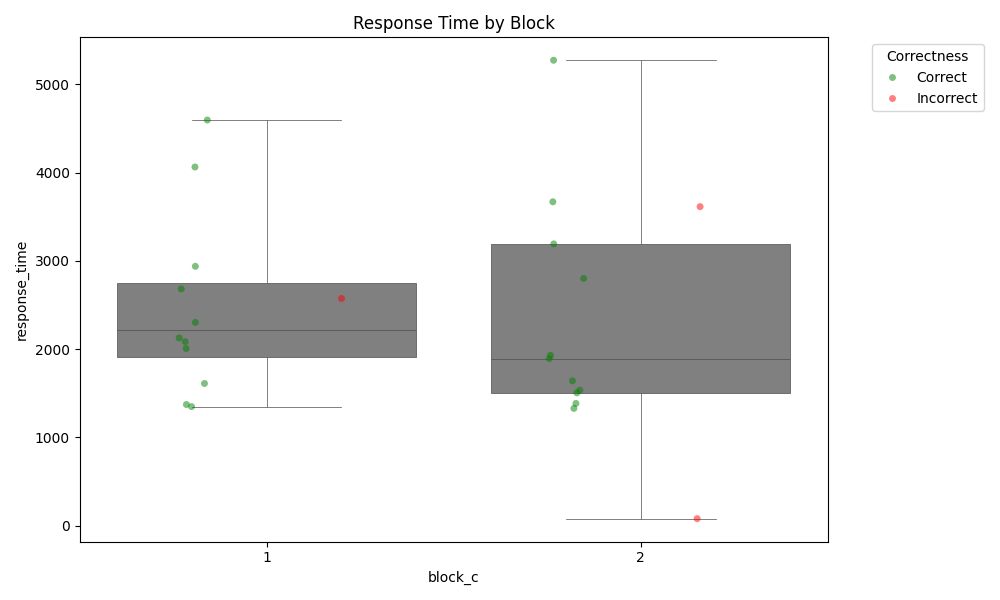 Response Time by Block
Correctness
Correct
Incorrect
response_time
5000
4000
3000
2000
1000
0
1
2
block_c